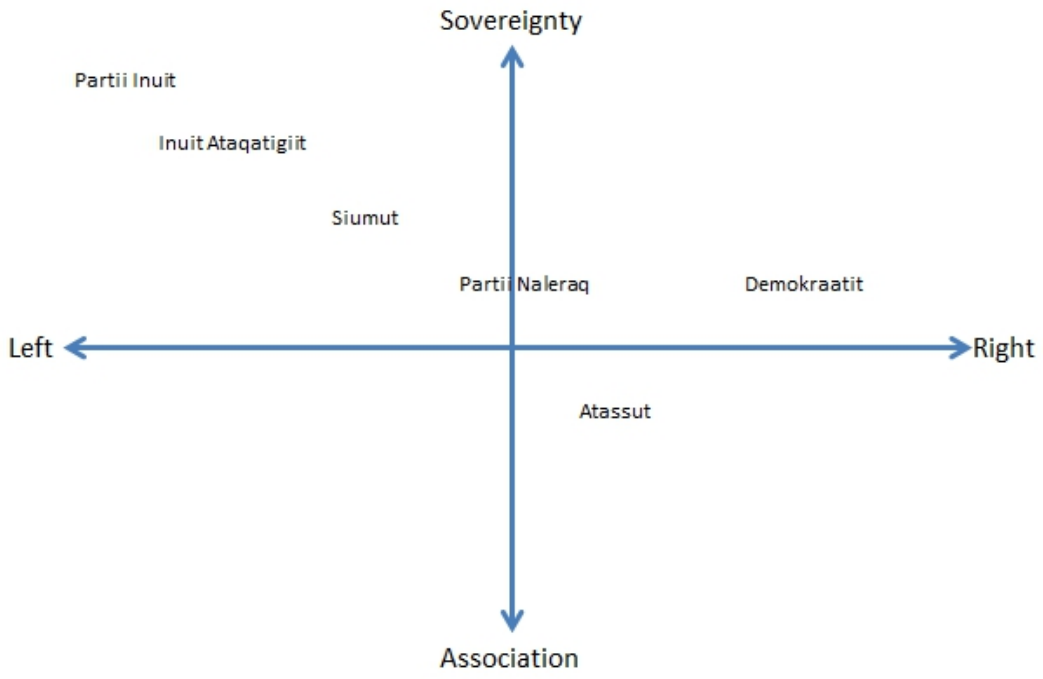 Sovereignty
Partii Inuit
Inuit Ataqatigiit
Siumut
Partii Naleraq
Demokraatit
Left
Right
Atassut
Association